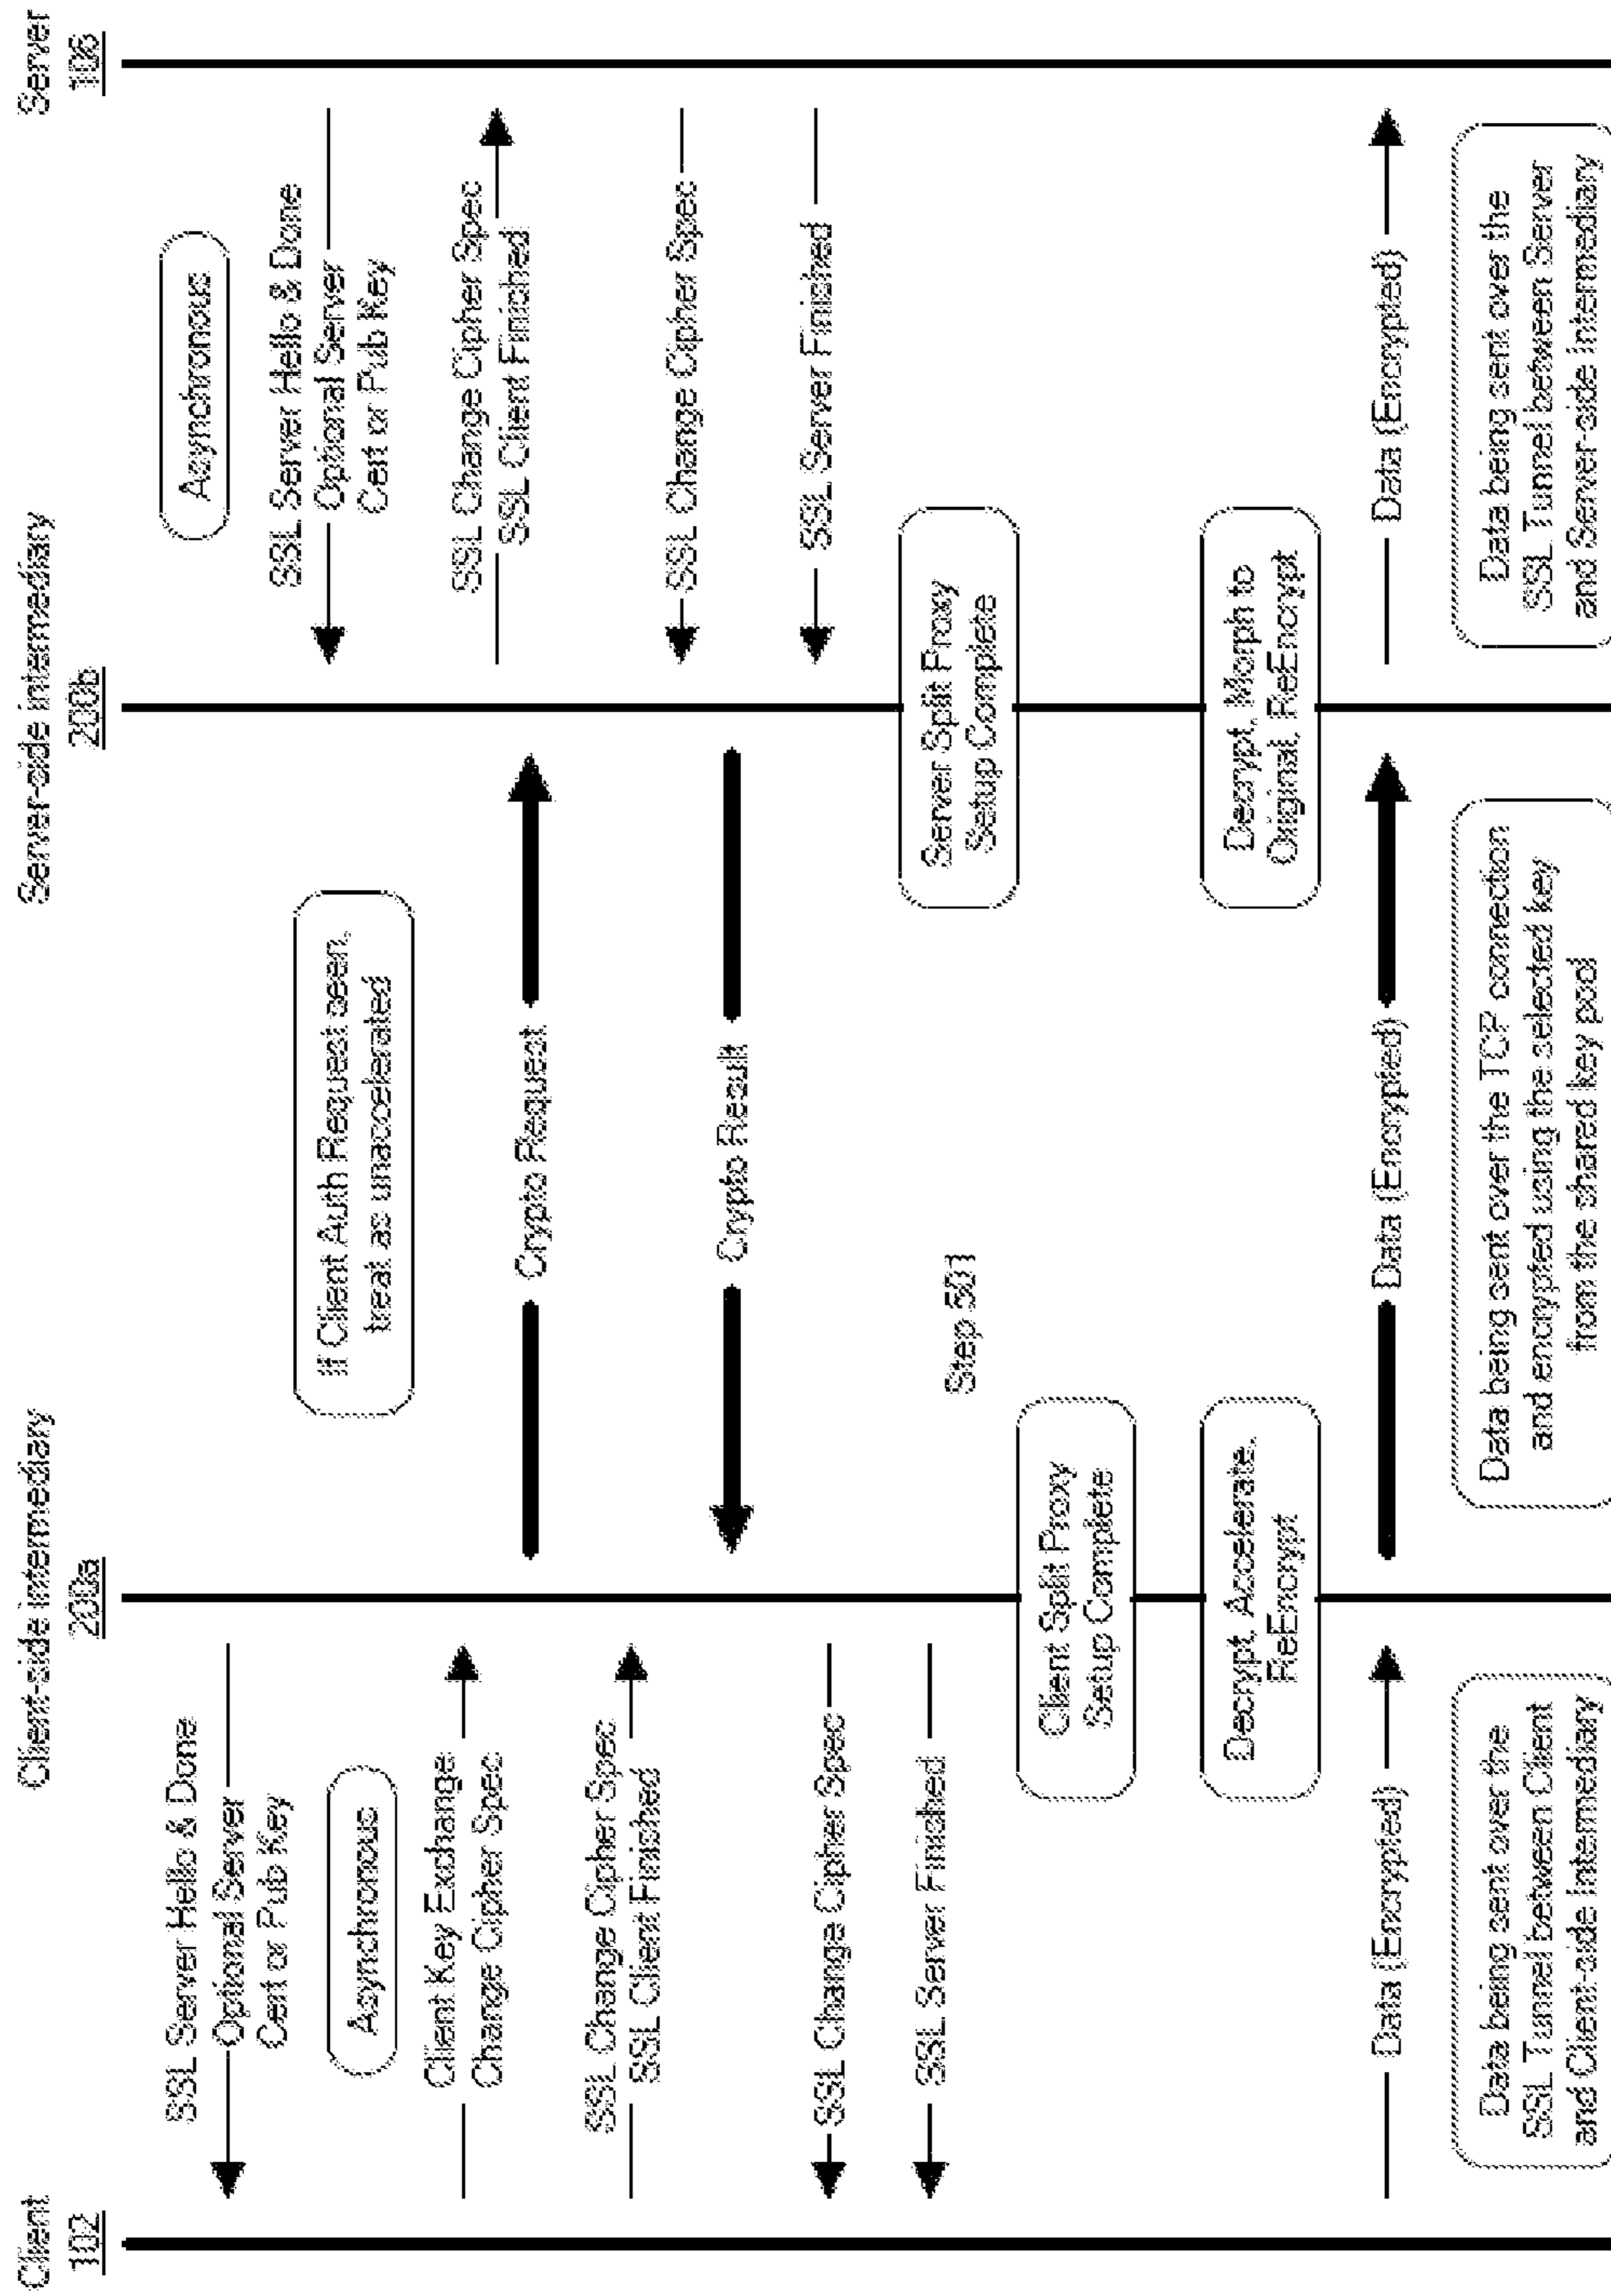 Client
102
Client-side intermediary
200a
Server-side intermediary
200b
Server
106
SSL Server Hello & Done
Optional Server
Cert or Pub Key
Asynchronous
Client Key Exchange
Change Cipher Spec
SSL Change Cipher Spec
SSL Client Finished
SSL Change Cipher Spec
SSL Server Finished
Client Split Proxy
Setup Complete
Decrypt, Accelerate,
ReEncrypt
Data (Encrypted)
Data being sent over the
SSL Tunnel between Client
and Client-side Intermediary
If Client Auth Request seen,
treat as unaccelerated
Crypto Request
Crypto Result
Step 501
Data (Encrypted)
Data being sent over the TCP connection
and encrypted using the selected key
from the shared key pool
Asynchronous
SSL Server Hello & Done
Optional Server
Cert or Pub Key
SSL Change Cipher Spec
SSL Client Finished
SSL Change Cipher Spec
SSL Server Finished
Server Split Proxy
Setup Complete
Decrypt, Morph to
Original, ReEncrypt
Data (Encrypted)
Data being sent over the
SSL Tunnel between Server
and Server-side Intermediary